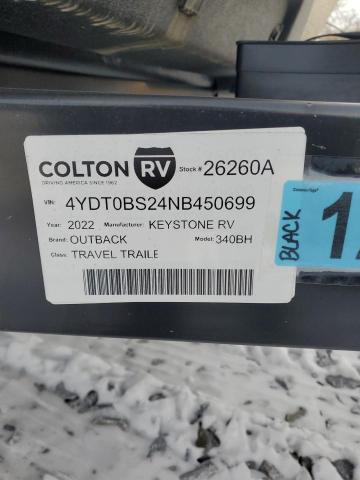 COLTON RV Stock # 26260A
DRIVING AMERICA SINCE 1962
VIN: 4YDT0BS24NB450699
Year: 2022 Manufacturer: KEYSTONE RV
Brand: OUTBACK Model: 340BH
Class: TRAVEL TRAILE
BLACK